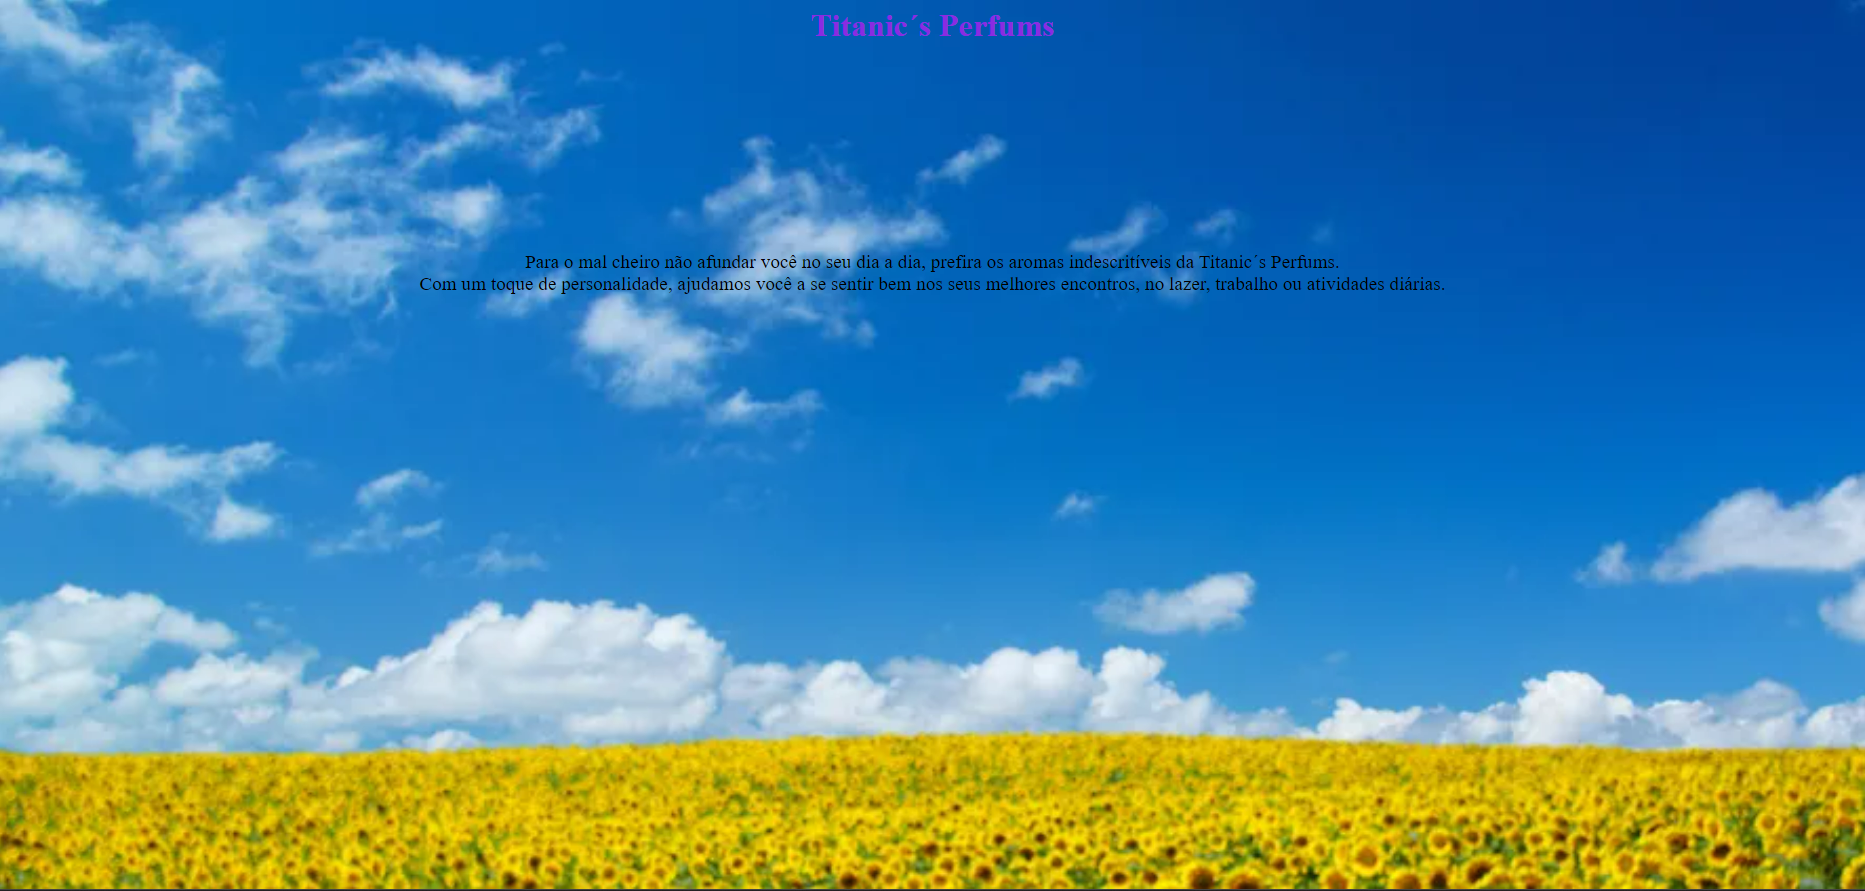 Titanic´s Perfums
Para o mal cheiro não afundar você no seu dia a dia, prefira os aromas indescritíveis da Titanic´s Perfums.
Com um toque de personalidade, ajudamos você a se sentir bem nos seus melhores encontros, no lazer, trabalho ou atividades diárias.